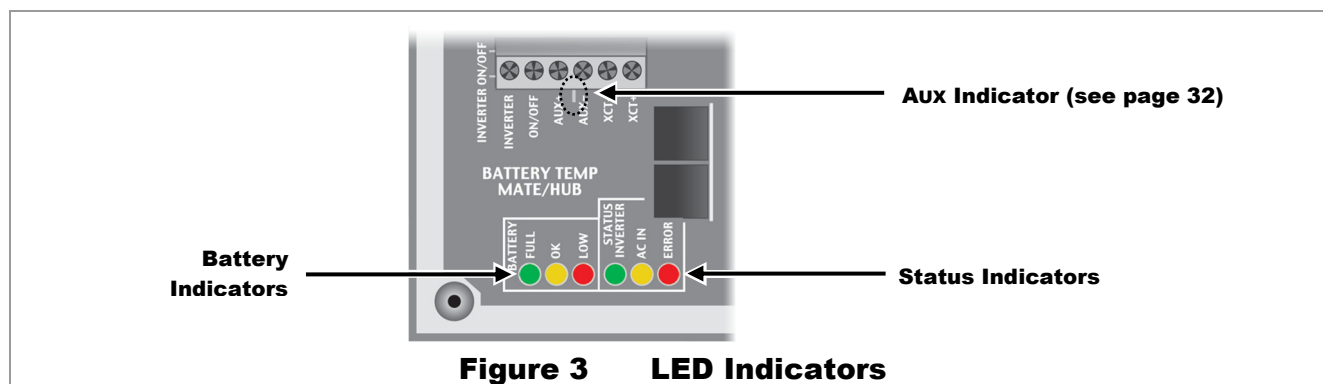 INVERTER ON/OFF
INVERTER
ON/OFF
AUX+
AUX-
XCT-
XCT+
AUX Indicator (see page 32)
BATTERY TEMP
MATE/HUB
BATTERY
FULL
OK
LOW
STATUS
INVERTER
AC IN
ERROR
Battery
Indicators
Status Indicators
Figure 3 LED Indicators